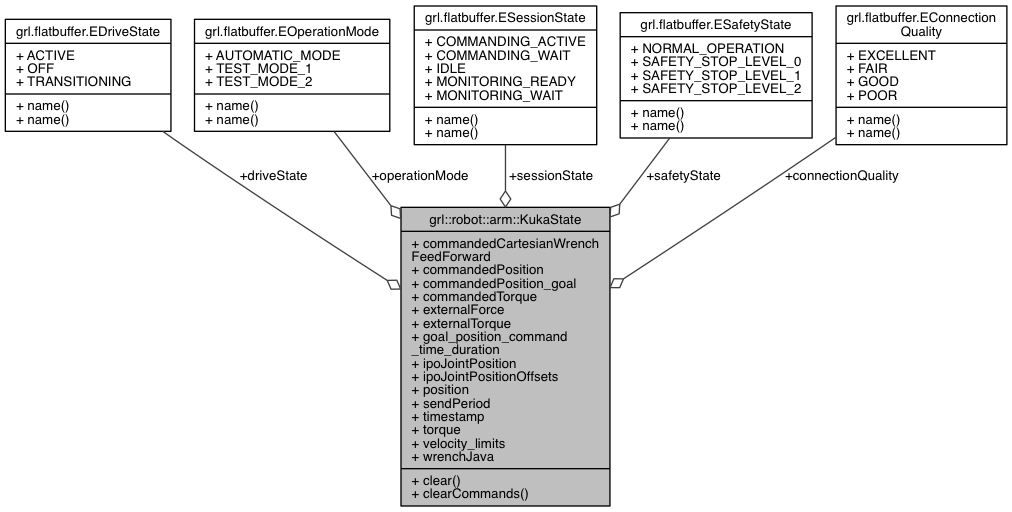 grl.flatbuffer.EDriveState
+ ACTIVE
+ OFF
+ TRANSITIONING
+ name()
+ name()
grl.flatbuffer.EOperationMode
+ AUTOMATIC_MODE
+ TEST_MODE_1
+ TEST_MODE_2
+ name()
+ name()
grl.flatbuffer.ESessionState
+ COMMANDING_ACTIVE
+ COMMANDING_WAIT
+ IDLE
+ MONITORING_READY
+ MONITORING_WAIT
+ name()
+ name()
grl.flatbuffer.ESafetyState
+ NORMAL_OPERATION
+ SAFETY_STOP_LEVEL_0
+ SAFETY_STOP_LEVEL_1
+ SAFETY_STOP_LEVEL_2
+ name()
+ name()
grl.flatbuffer.EConnection
Quality
+ EXCELLENT
+ FAIR
+ GOOD
+ POOR
+ name()
+ name()
+driveState
+operationMode
+sessionState
+safetyState
+connectionQuality
grl::robot::arm::KukaState
+ commandedCartesianWrench
FeedForward
+ commandedPosition
+ commandedPosition_goal
+ commandedTorque
+ externalForce
+ externalTorque
+ goal_position_command
_time_duration
+ ipoJointPosition
+ ipoJointPositionOffsets
+ position
+ sendPeriod
+ timestamp
+ torque
+ velocity_limits
+ wrenchJava
+ clear()
+ clearCommands()